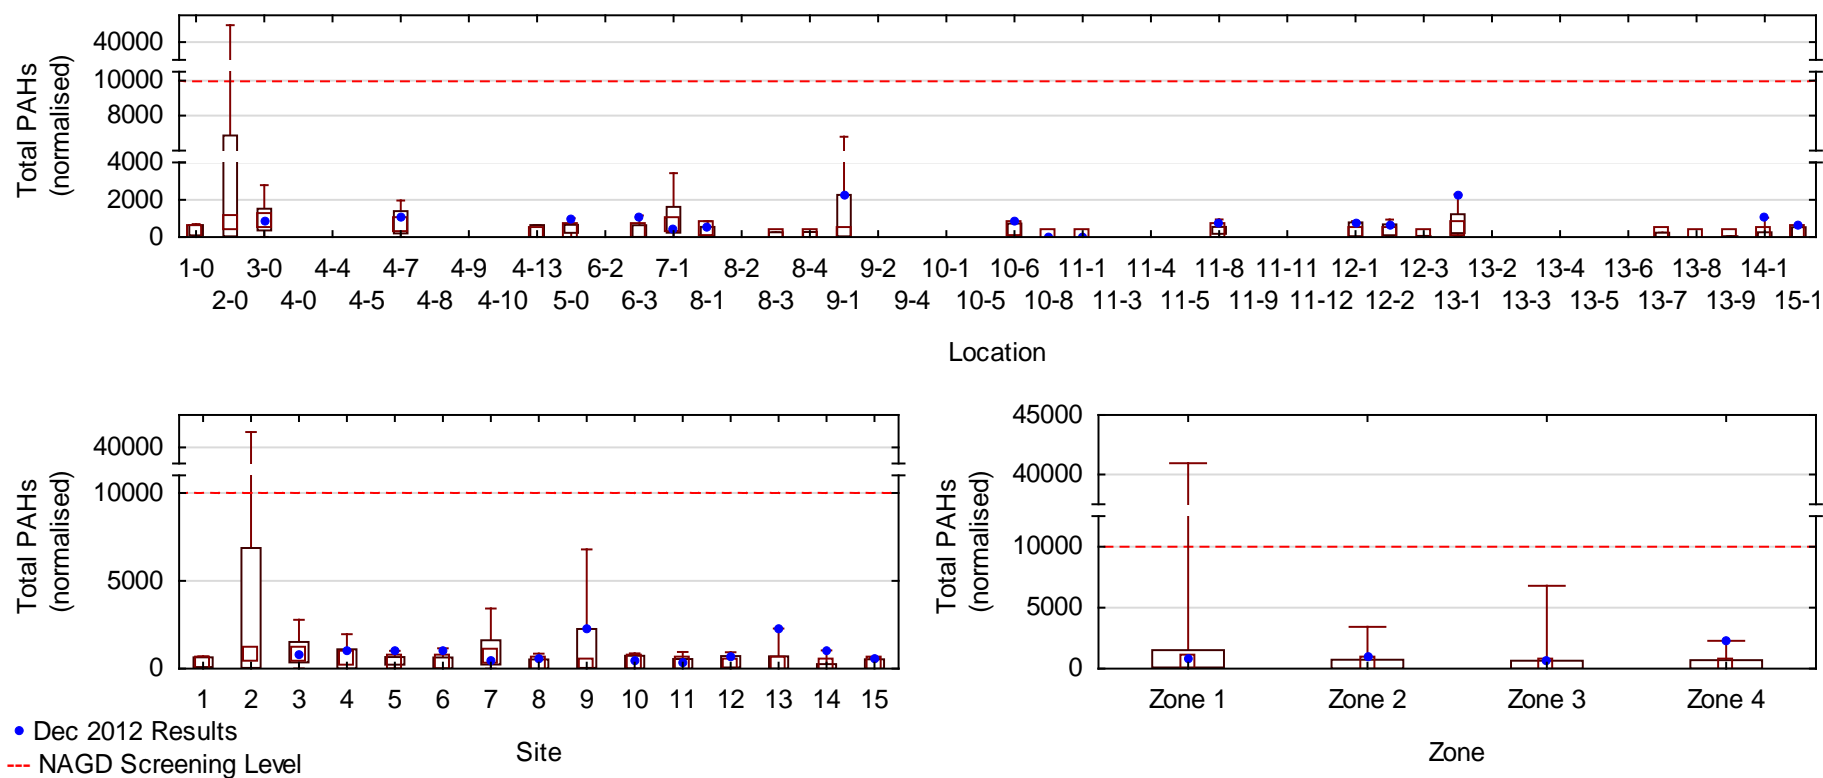 Total PAHs
(normalised)
40000
10000
8000
4000
2000
0
1-0 3-0 4-4 4-7 4-9 4-13 6-2 7-1 8-2 8-4 9-2 10-1 10-6 11-1 11-4 11-8 11-11 12-1 12-3 13-2 13-4 13-6 13-8 14-1
2-0 4-0 4-5 4-8 4-10 5-0 6-3 8-1 8-3 9-1 9-4 10-5 10-8 11-3 11-5 11-9 11-12 12-2 13-1 13-3 13-5 13-7 13-9 15-1
Location
Total PAHs
(normalised)
40000
10000
5000
0
1 2 3 4 5 6 7 8 9 10 11 12 13 14 15
Site
Total PAHs
(normalised)
45000
40000
10000
5000
0
Zone 1 Zone 2 Zone 3 Zone 4
Zone
Dec 2012 Results
NAGD Screening Level